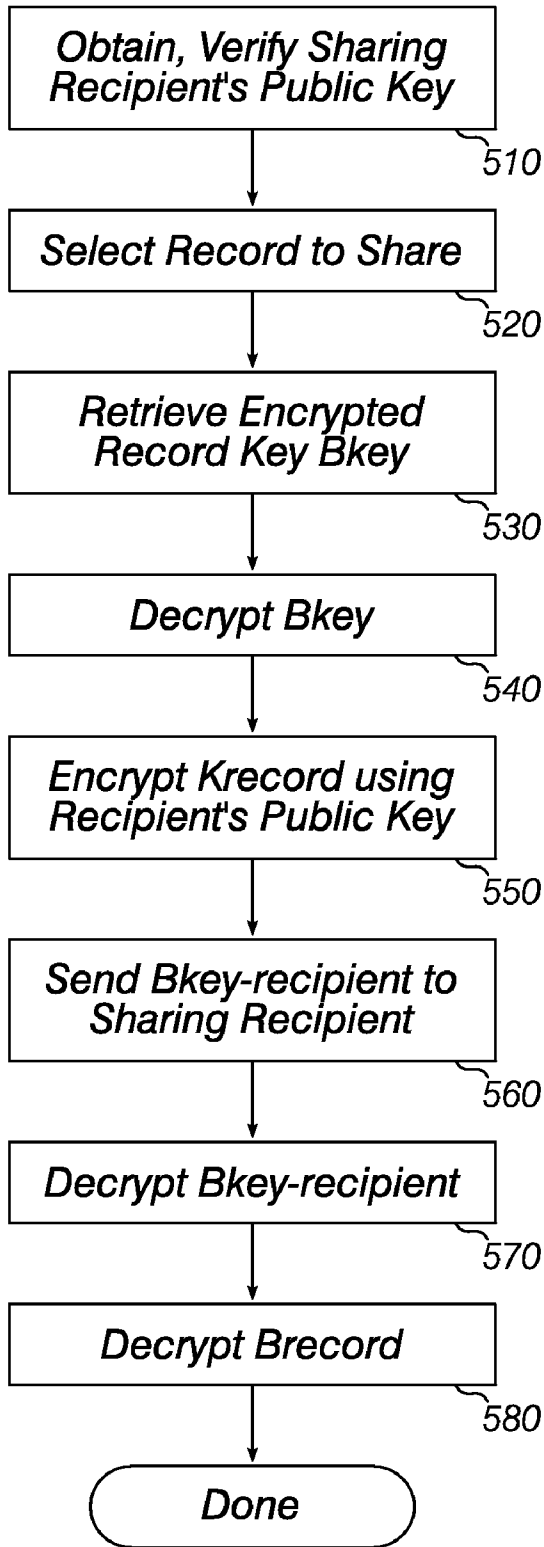 Obtain, Verify Sharing
Recipient's Public Key
510
Select Record to Share
520
Retrieve Encrypted
Record Key Bkey
530
Decrypt Bkey
540
Encrypt Krecord using
Recipient's Public Key
550
Send Bkey-recipient to
Sharing Recipient
560
Decrypt Bkey-recipient
570
Decrypt Brecord
580
Done